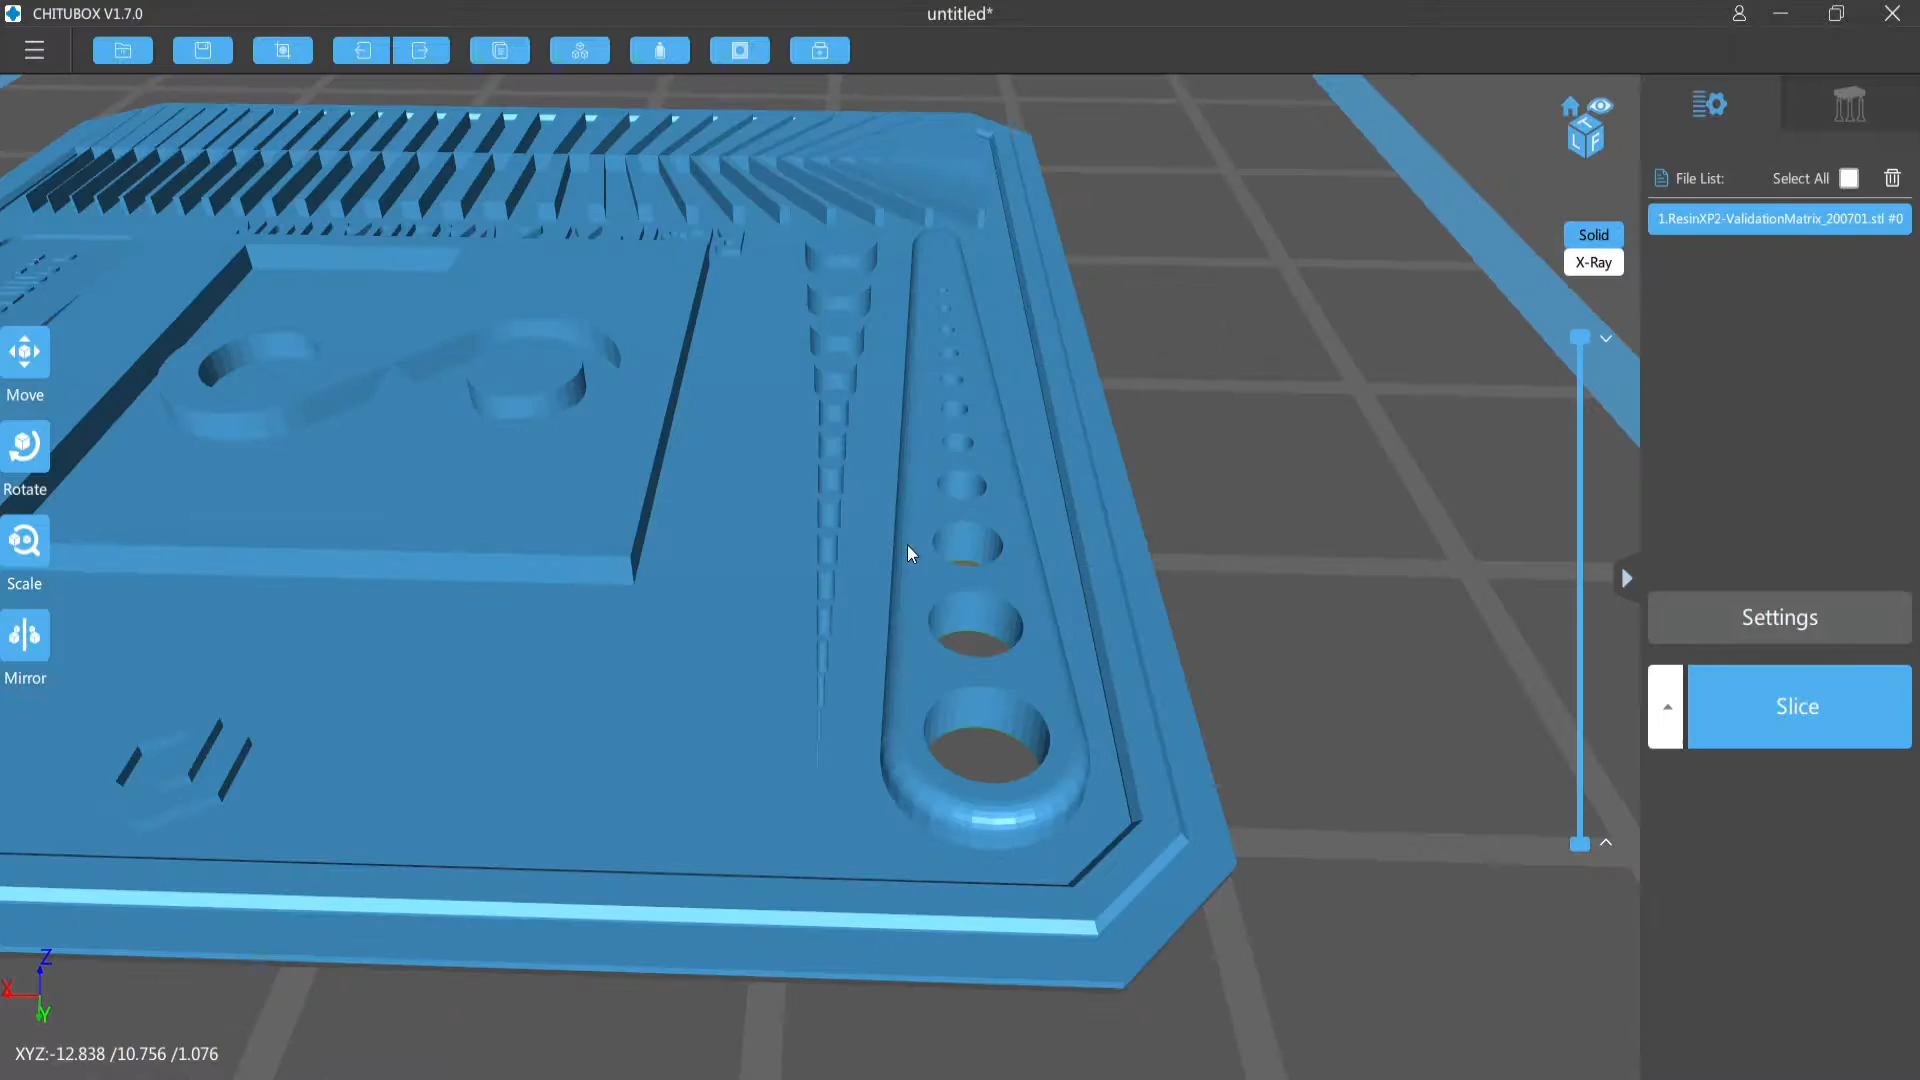 CHITUBOX V1.7.0
untitled*
File List:
Select All
1.ResinXP2-ValidationMatrix_200701.stl #0
T
L F
Solid
X-Ray
Move
Rotate
Scale
Mirror
Settings
Slice
Z
X
Y
XYZ:-12.838 /10.756 /1.076